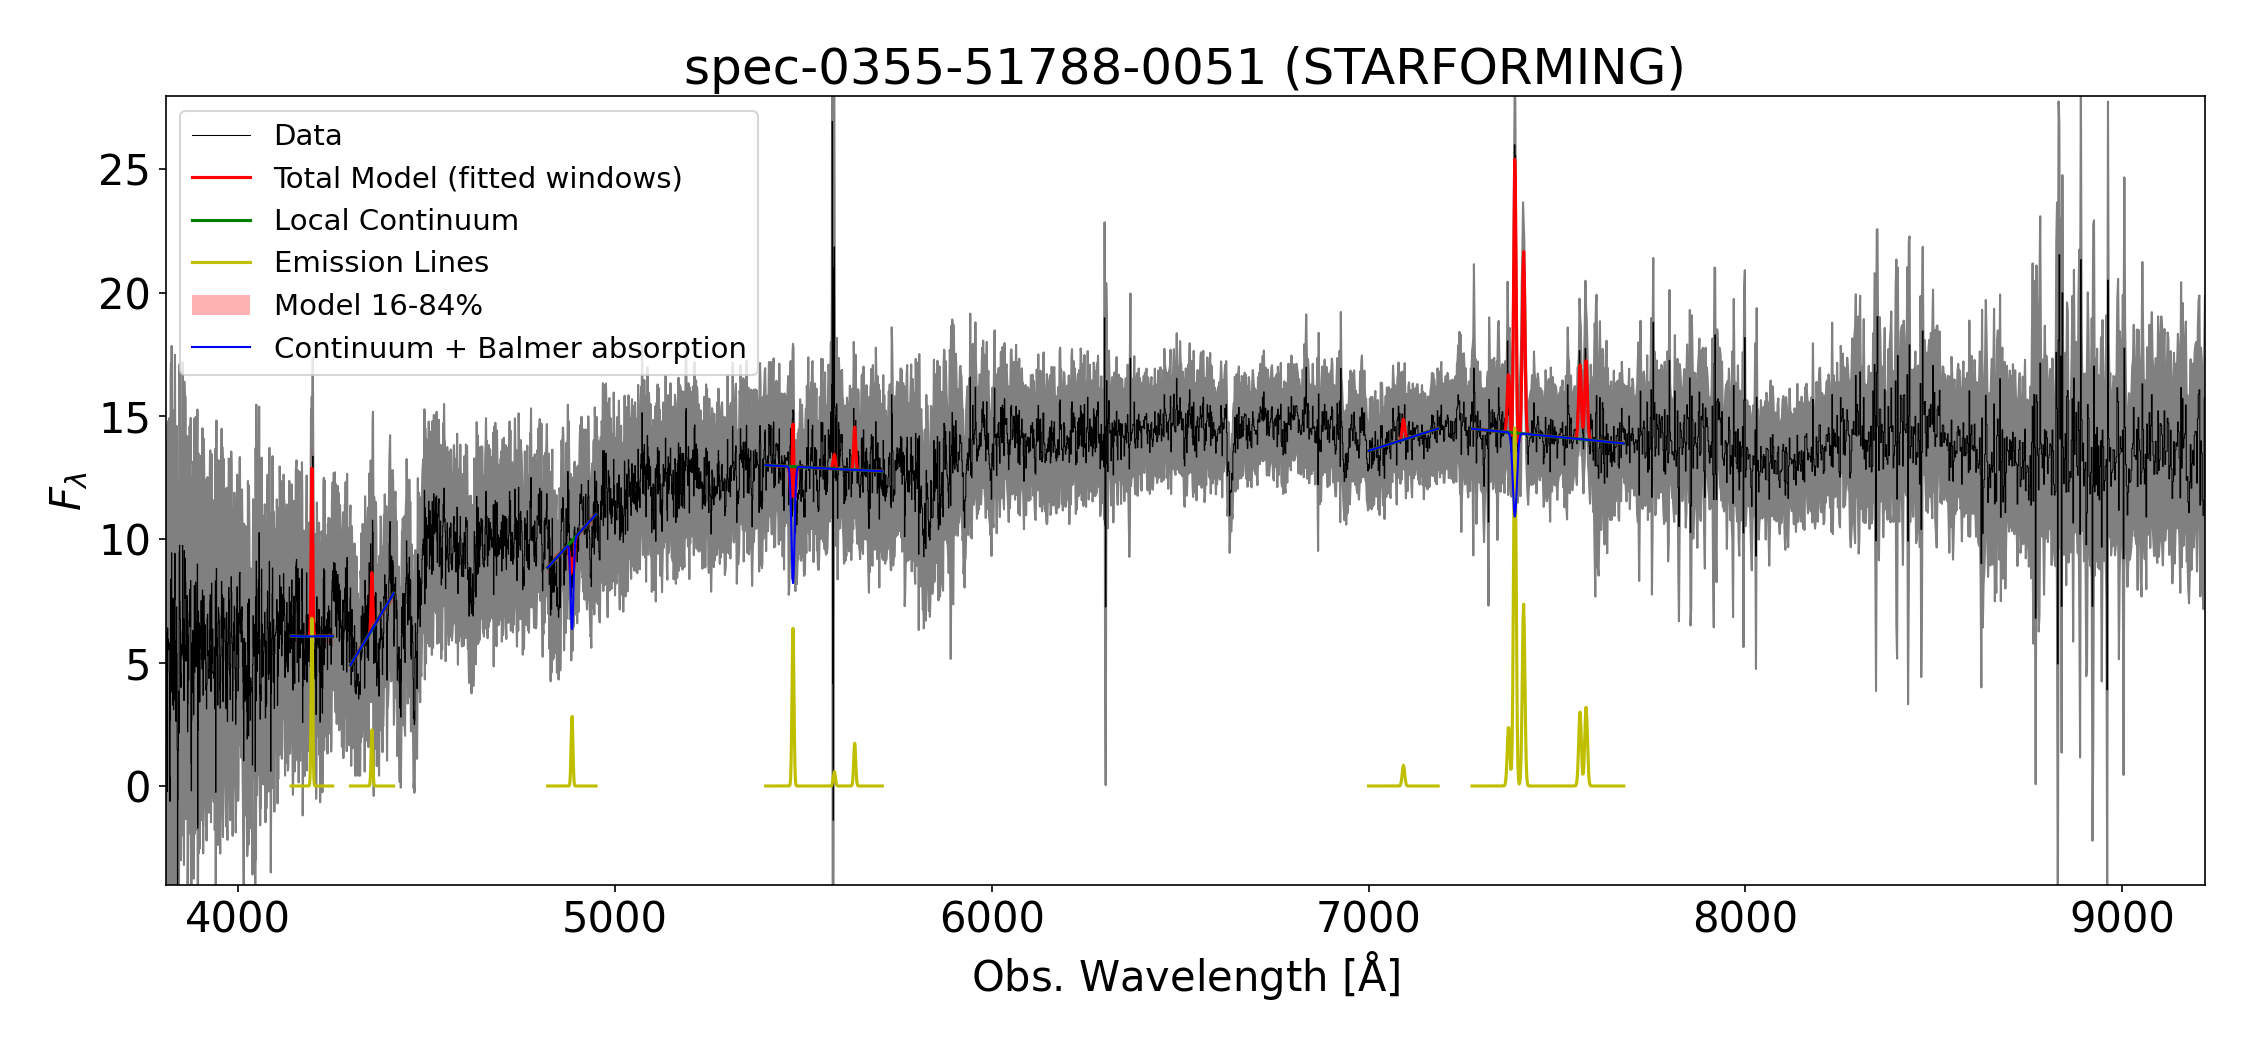 spec-0355-51788-0051 (STARFORMING)
Data
Total Model (fitted windows)
Local Continuum
Emission Lines
Model 16-84%
Continuum + Balmer absorption
25
20
15
10
5
0
F_λ
4000 5000 6000 7000 8000 9000
Obs. Wavelength [Å]